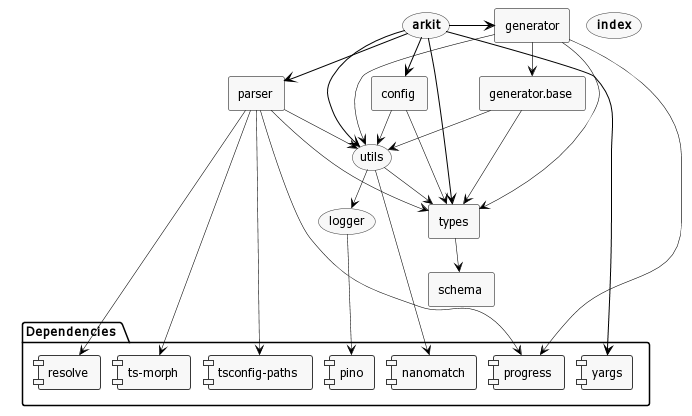 arkit
generator
index
parser
config
generator.base
utils
logger
types
schema
Dependencies
resolve
ts-morph
tsconfig-paths
pino
nanomatch
progress
yargs